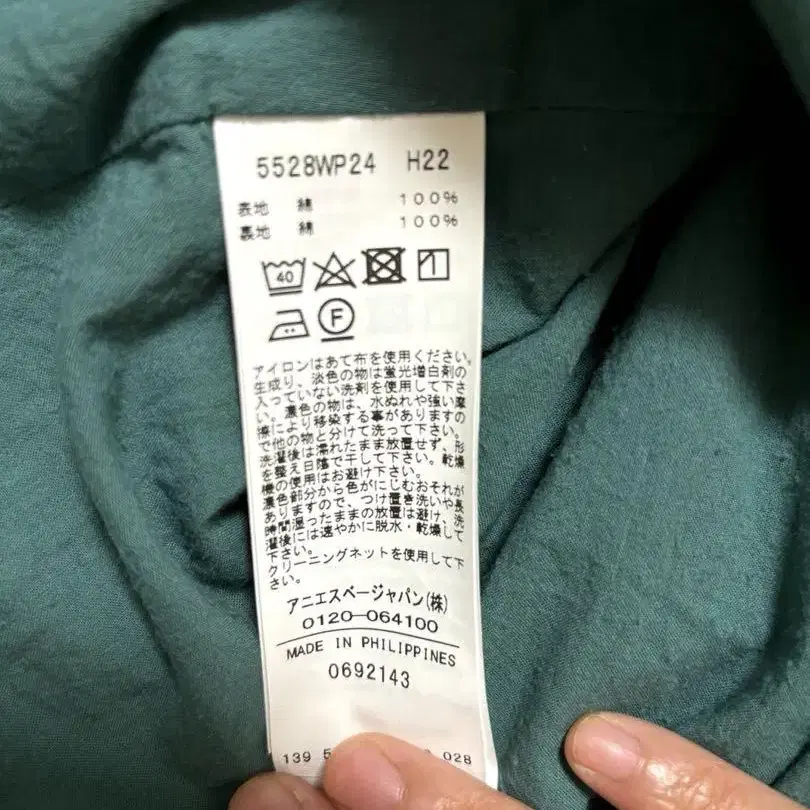 5528WP24 H22
表地 綿 100%
裏地 綿 100%
40
F
アイロンはあて布を使用ください。
生成り、淡色の物は蛍光増白剤の
入っていない洗剤を使用して下さ
い。濃色の物は、水ぬれや強い摩
擦により移染する事がありますの
で他の物と分けて洗って下さい。
洗濯後は濡れたまま放置せず、形
を整え日陰で干して下さい。乾燥
機の使用はお避け下さい。
濃色部分から色がにじむおそれが
ありますので、つけ置き洗いや長
時間湿ったままの放置は避け、洗
濯後には速やかに脱水・乾燥して
下さい。
クリーニングネットを使用して下
さい。
アニエスベージャパン(株)
0120-064100
MADE IN PHILIPPINES
0692143
139 5 028